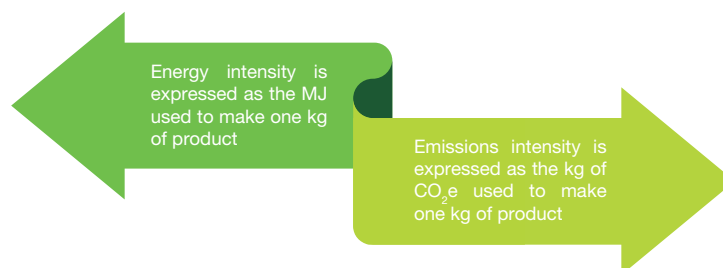 Energy intensity is
expressed as the MJ
used to make one kg
of product
Emissions intensity is
expressed as the kg of
CO₂e used to make
one kg of product